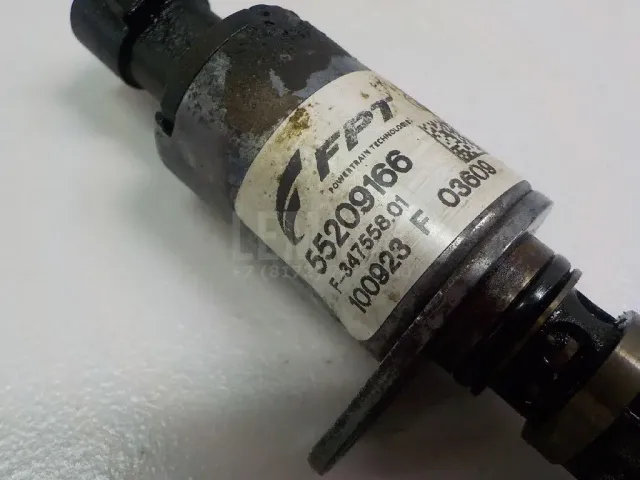 FPT
POWERTRAIN TECHNOLOGIES
55209166
F-347558.01
100923 F 03609